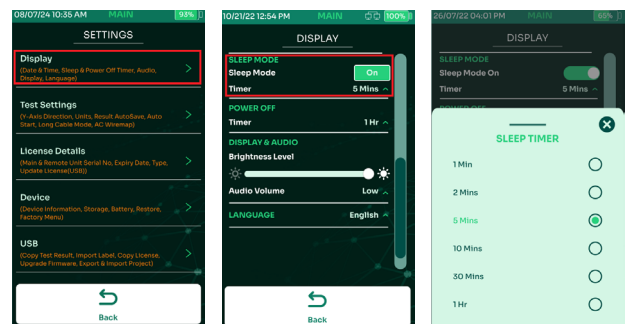 08/07/24 10:35 AM MAIN 93%
SETTINGS
Display
(Date & Time, Sleep & Power Off Timer, Audio,
Display, Language)
Test Settings
(Y-Axis Direction, Units, Result AutoSave, Auto
Start, Long Cable Mode, AC Wiremap)
License Details
(Main & Remote Unit Serial No, Expiry Date, Type,
Update License(USB))
Device
(Device Information, Storage, Battery, Restore,
Factory Menu)
USB
(Copy Test Result, Import Label, Copy License,
Upgrade Firmware, Export & Import Project)
Back
10/21/22 12:54 PM MAIN 100%
DISPLAY
SLEEP MODE
Sleep Mode On
Timer 5 Mins
POWER OFF
Timer 1 Hr
DISPLAY & AUDIO
Brightness Level
Audio Volume Low
LANGUAGE English
Back
26/07/22 04:01 PM MAIN 65%
DISPLAY
SLEEP MODE
Sleep Mode On
Timer 5 Mins
POWER OFF
SLEEP TIMER
1 Min
2 Mins
5 Mins
10 Mins
30 Mins
1 Hr